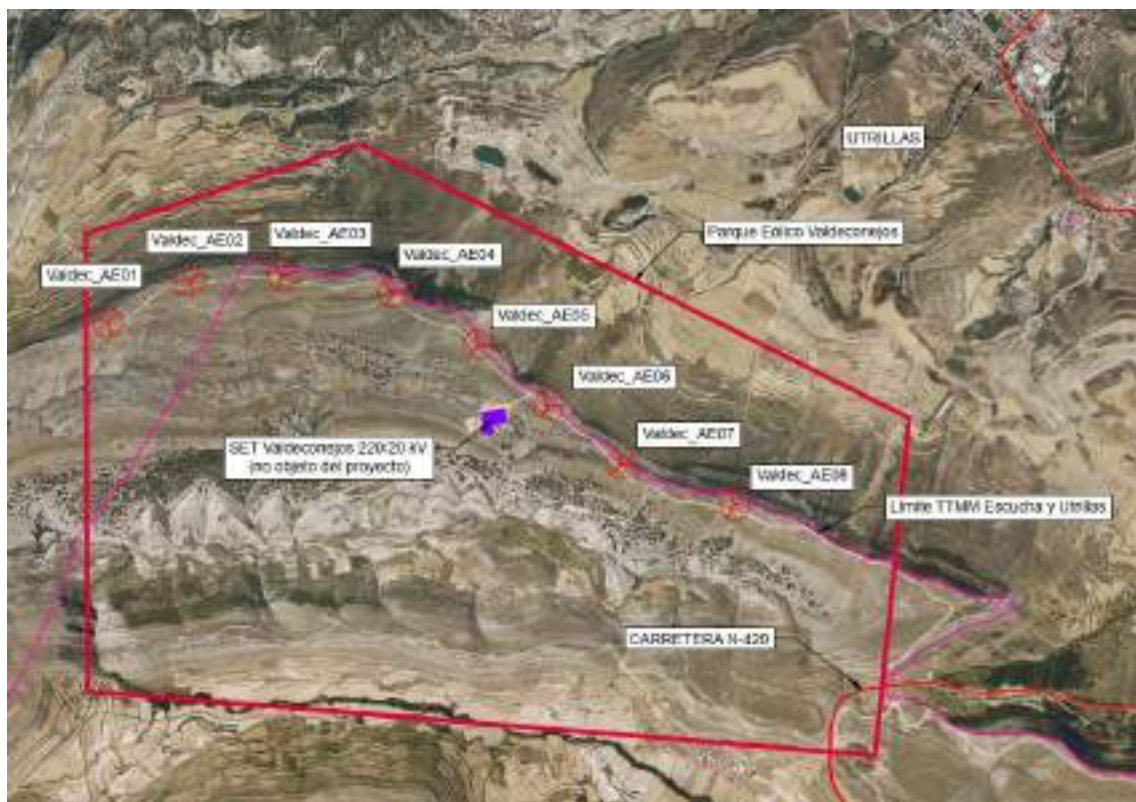 UTRILLAS
Parque Eólico Valdeconejos
Valdec_AE01
Valdec_AE02
Valdec_AE03
Valdec_AE04
Valdec_AE05
Valdec_AE06
Valdec_AE07
Valdec_AE08
SET Valdeconejos 220/20 kV
(no objeto del proyecto)
Límite TTMM Escucha y Utrillas
CARRETERA N-420